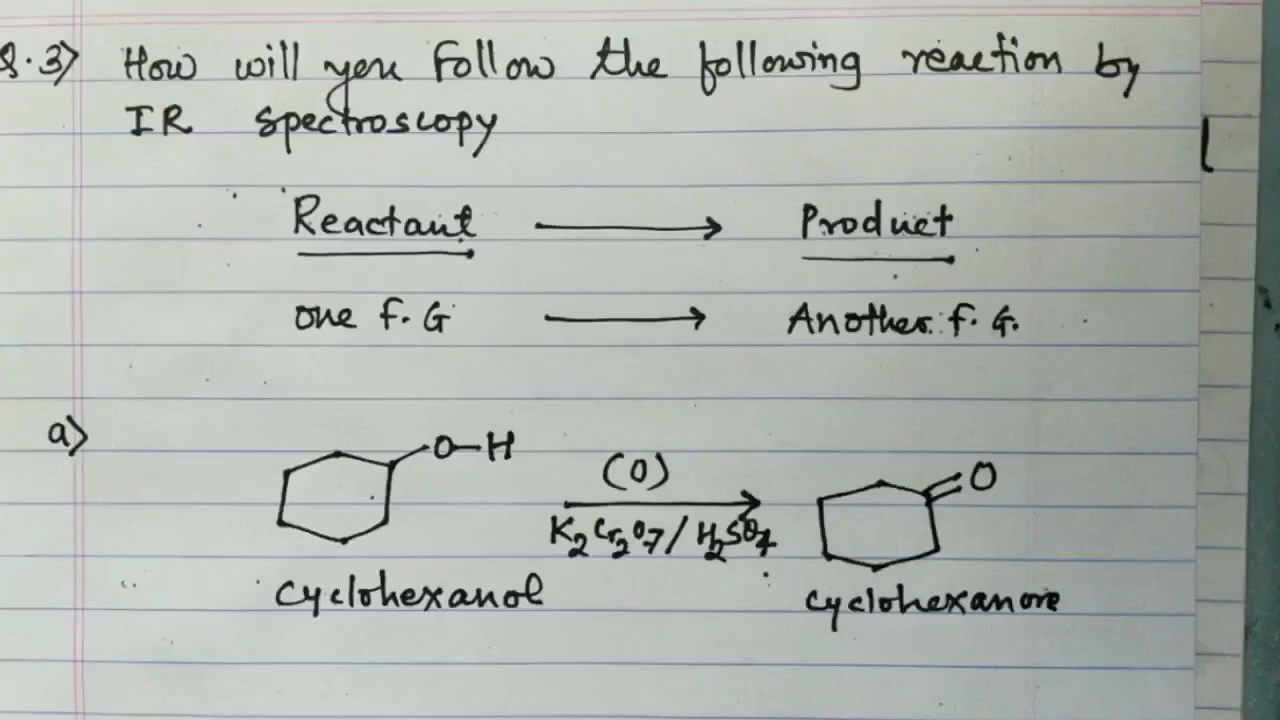 Q.3) How will you Follow the following reaction by
IR spectroscopy
Reactant → Product
one F.G → Another F.G.
a)
O-H
(O)
K2Cr2O7/H2SO4
O
cyclohexanol
cyclohexanone